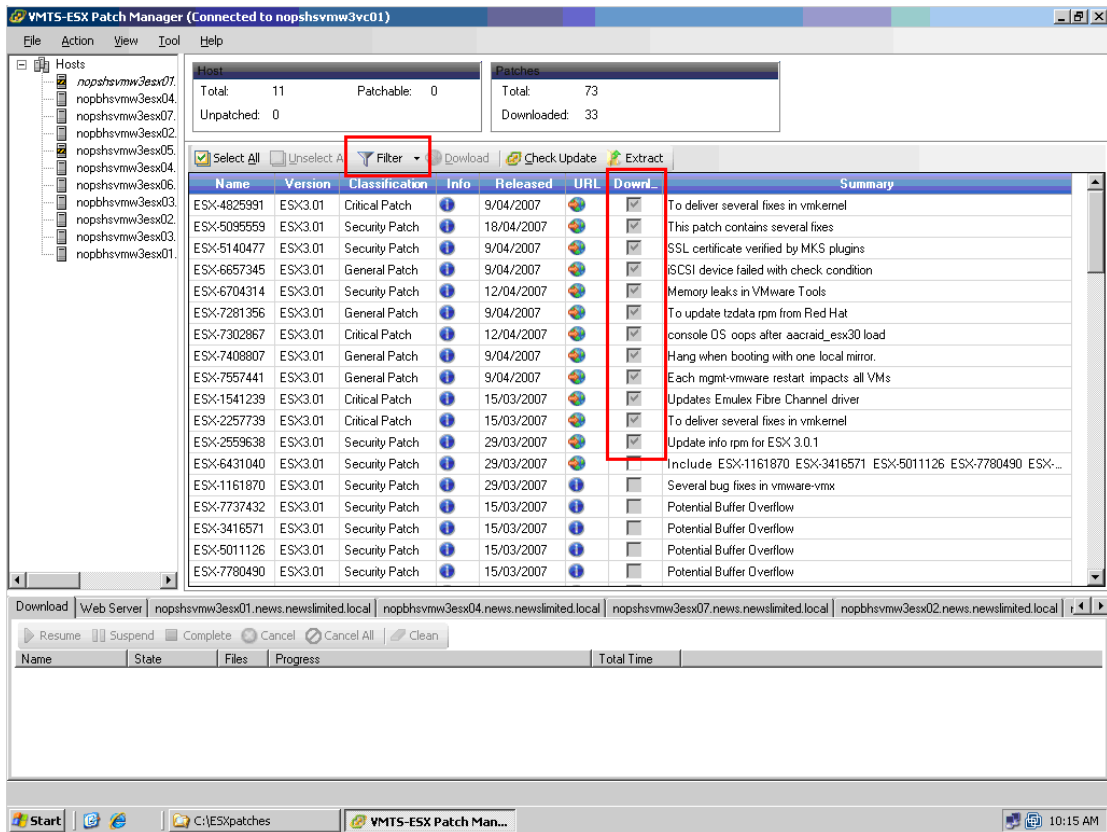 VMTS-ESX Patch Manager (Connected to nopshsvmw3vc01)
File Action View Tool Help
Hosts
nopshsvmw3esx01.
nopbhsvmw3esx04.
nopshsvmw3esx07.
nopbhsvmw3esx02.
nopshsvmw3esx05.
nopshsvmw3esx04.
nopshsvmw3esx06.
nopbhsvmw3esx03.
nopshsvmw3esx02.
nopshsvmw3esx03.
nopbhsvmw3esx01.
Host
Total: 11 Patchable: 0
Unpatched: 0
Patches
Total: 73
Downloaded: 33
Select All Unselect A Filter Dowload Check Update Extract
Name Version Classification Info Released URL Downl... Summary
ESX-4825991 ESX3.01 Critical Patch 9/04/2007 To deliver several fixes in vmkernel
ESX-5095559 ESX3.01 Security Patch 18/04/2007 This patch contains several fixes
ESX-5140477 ESX3.01 Security Patch 9/04/2007 SSL certificate verified by MKS plugins
ESX-6657345 ESX3.01 General Patch 9/04/2007 iSCSI device failed with check condition
ESX-6704314 ESX3.01 Security Patch 12/04/2007 Memory leaks in VMware Tools
ESX-7281356 ESX3.01 General Patch 9/04/2007 To update tzdata rpm from Red Hat
ESX-7302867 ESX3.01 Critical Patch 12/04/2007 console OS oops after aacraid_esx30 load
ESX-7408807 ESX3.01 General Patch 9/04/2007 Hang when booting with one local mirror.
ESX-7557441 ESX3.01 General Patch 9/04/2007 Each mgmt-vmware restart impacts all VMs
ESX-1541239 ESX3.01 Critical Patch 15/03/2007 Updates Emulex Fibre Channel driver
ESX-2257739 ESX3.01 Critical Patch 15/03/2007 To deliver several fixes in vmkernel
ESX-2559638 ESX3.01 Security Patch 29/03/2007 Update info rpm for ESX 3.0.1
ESX-6431040 ESX3.01 Security Patch 29/03/2007 Include ESX-1161870 ESX-3416571 ESX-5011126 ESX-7780490 ESX-...
ESX-1161870 ESX3.01 Security Patch 29/03/2007 Several bug fixes in vmware-vmx
ESX-7737432 ESX3.01 Security Patch 15/03/2007 Potential Buffer Overflow
ESX-3416571 ESX3.01 Security Patch 15/03/2007 Potential Buffer Overflow
ESX-5011126 ESX3.01 Security Patch 15/03/2007 Potential Buffer Overflow
ESX-7780490 ESX3.01 Security Patch 15/03/2007 Potential Buffer Overflow
Download Web Server nopshsvmw3esx01.news.newslimited.local nopbhsvmw3esx04.news.newslimited.local nopshsvmw3esx07.news.newslimited.local nopbhsvmw3esx02.news.newslimited.local
Resume Suspend Complete Cancel Cancel All Clean
Name State Files Progress Total Time
Start C:\ESXpatches VMTS-ESX Patch Man... 10:15 AM